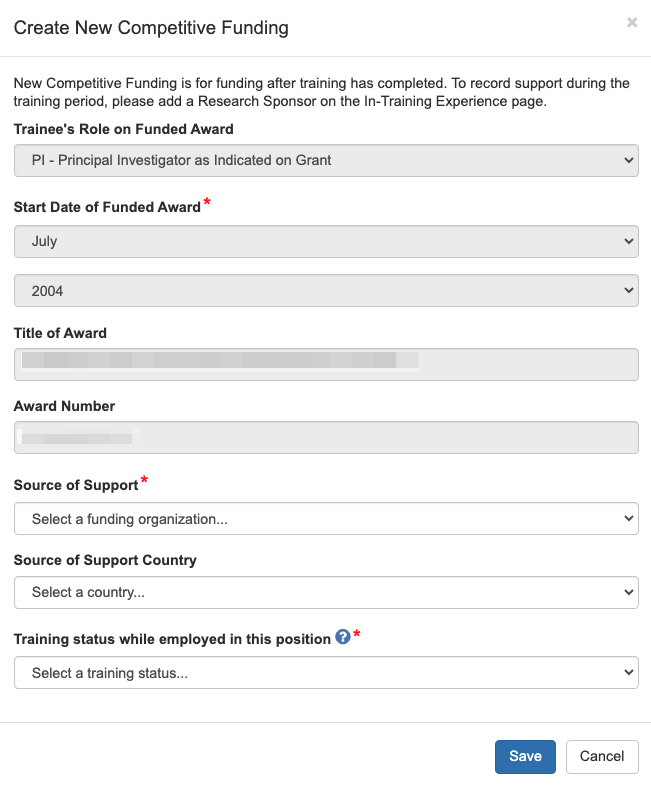 Create New Competitive Funding
×
New Competitive Funding is for funding after training has completed. To record support during the
training period, please add a Research Sponsor on the In-Training Experience page.
Trainee's Role on Funded Award
PI - Principal Investigator as Indicated on Grant
Start Date of Funded Award*
July
2004
Title of Award
Award Number
Source of Support*
Select a funding organization...
Source of Support Country
Select a country...
Training status while employed in this position ?*
Select a training status...
Save Cancel